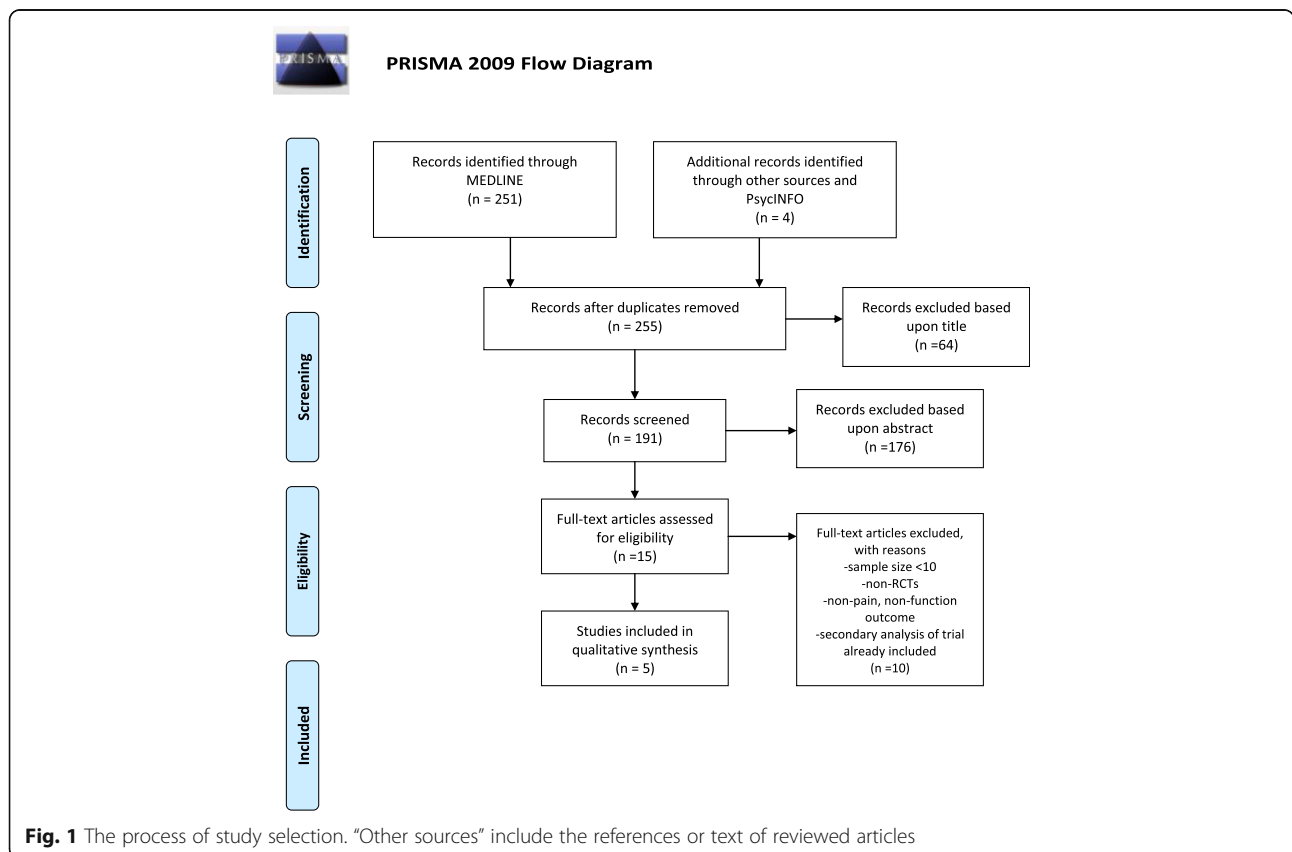 PRISMA
PRISMA 2009 Flow Diagram
Identification
Records identified through
MEDLINE
(n = 251)
Additional records identified
through other sources and
PsycINFO
(n = 4)
Records after duplicates removed
(n = 255)
Records excluded based
upon title
(n =64)
Screening
Records screened
(n = 191)
Records excluded based
upon abstract
(n =176)
Eligibility
Full-text articles assessed
for eligibility
(n =15)
Full-text articles excluded,
with reasons
-sample size <10
-non-RCTs
-non-pain, non-function
outcome
-secondary analysis of trial
already included
(n =10)
Included
Studies included in
qualitative synthesis
(n = 5)
Fig. 1 The process of study selection. “Other sources” include the references or text of reviewed articles